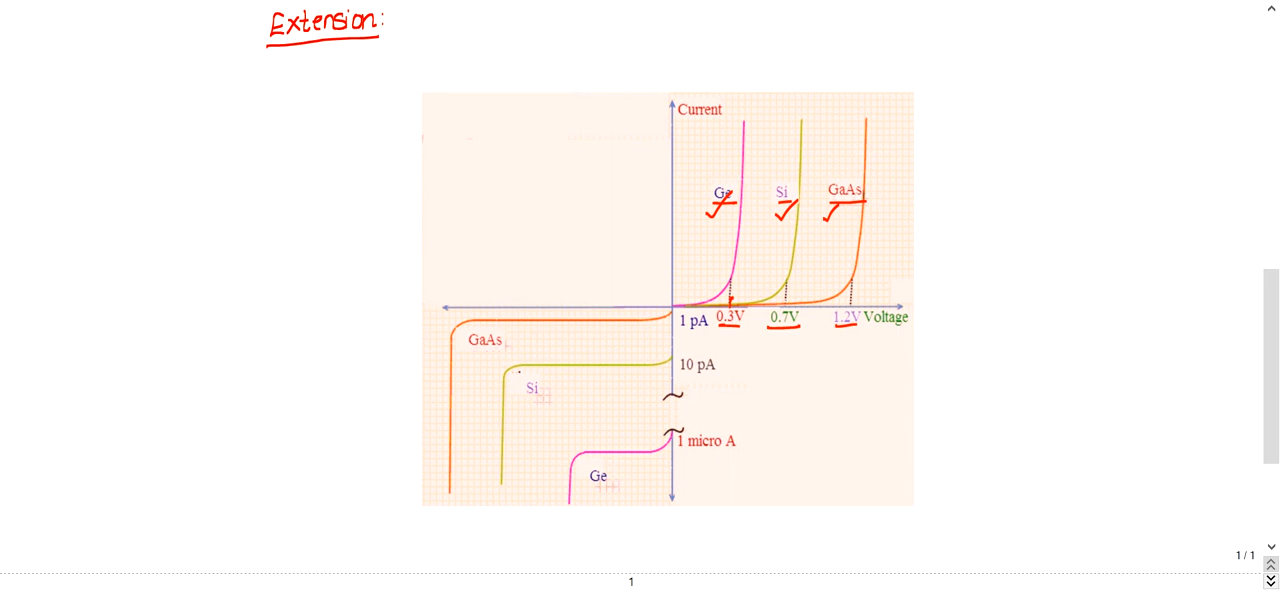 Extension:
Current
Ge
Si
GaAs
1 pA
0.3V
0.7V
1.2V
Voltage
GaAs
10 pA
Si
1 micro A
Ge
1 / 1
1